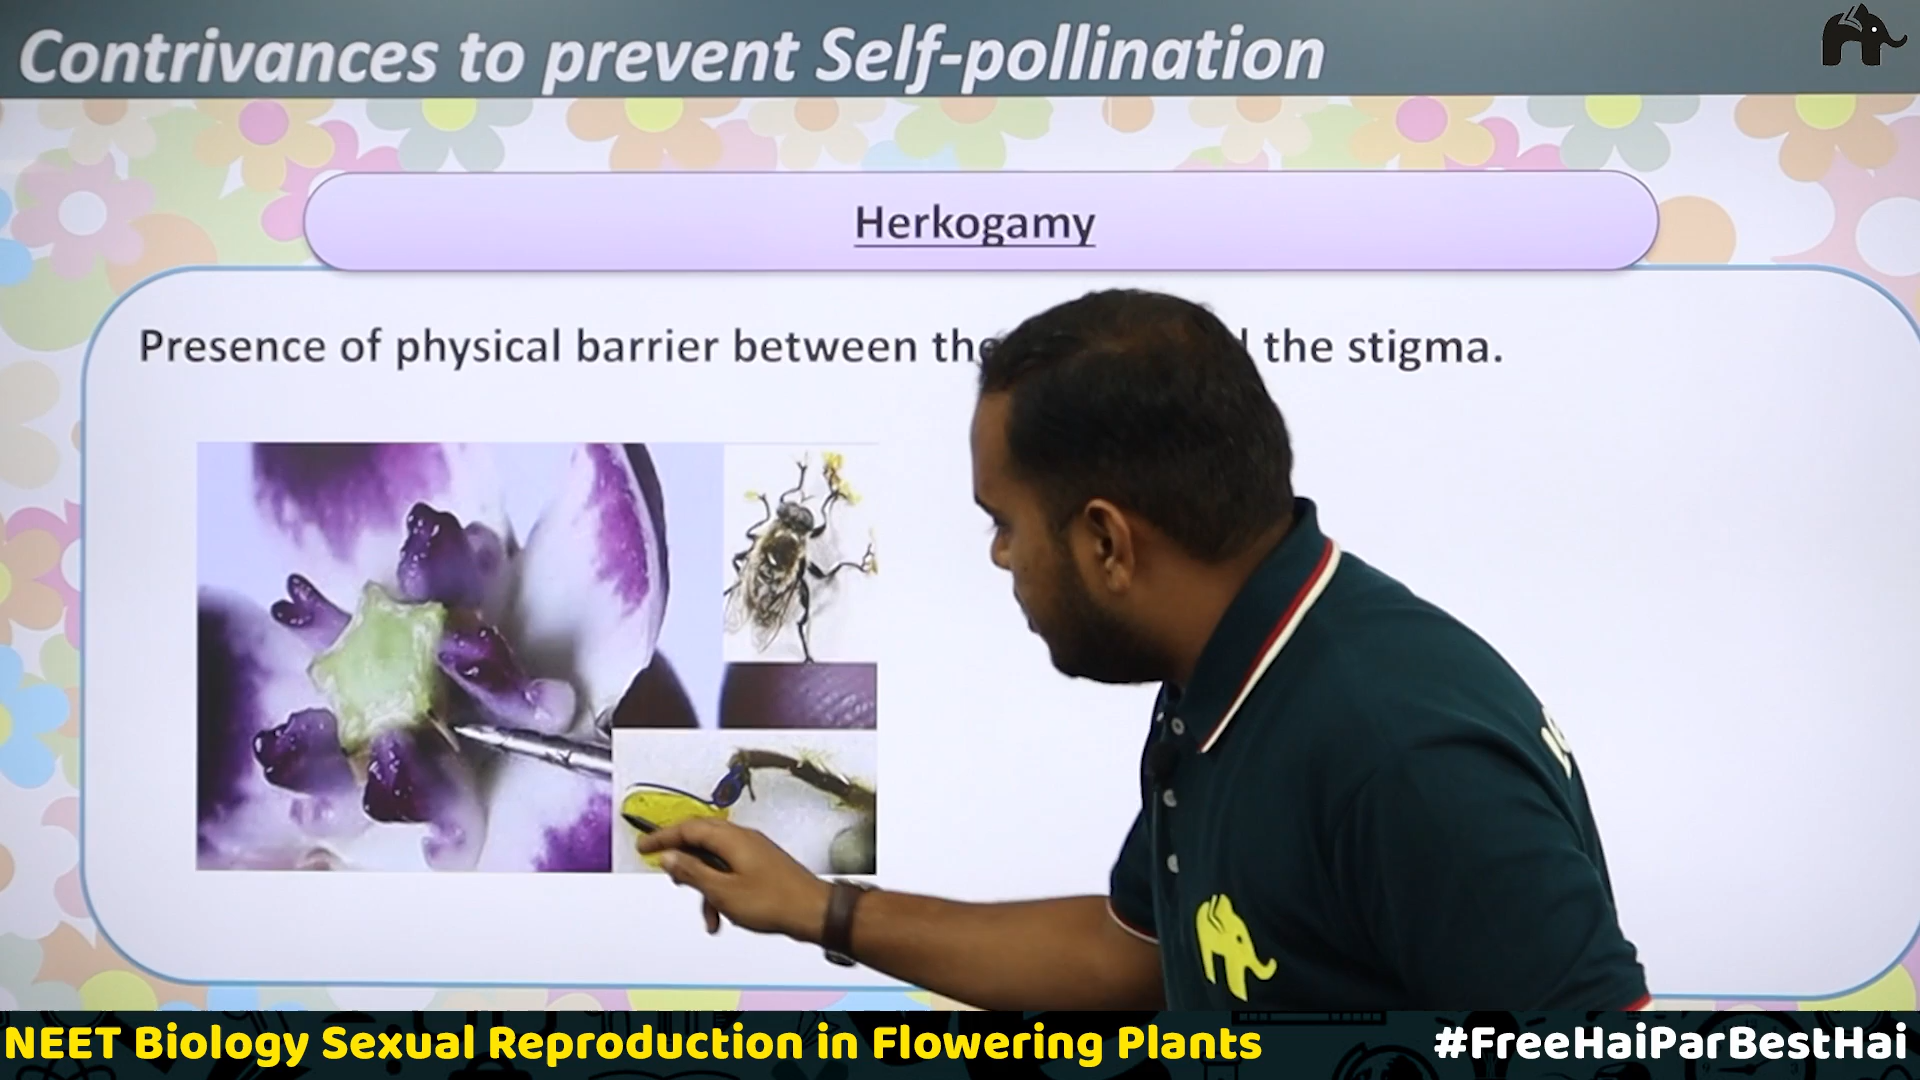 Contrivances to prevent Self-pollination
Herkogamy
Presence of physical barrier between the the stigma.
NEET Biology Sexual Reproduction in Flowering Plants
#FreeHaiParBestHai